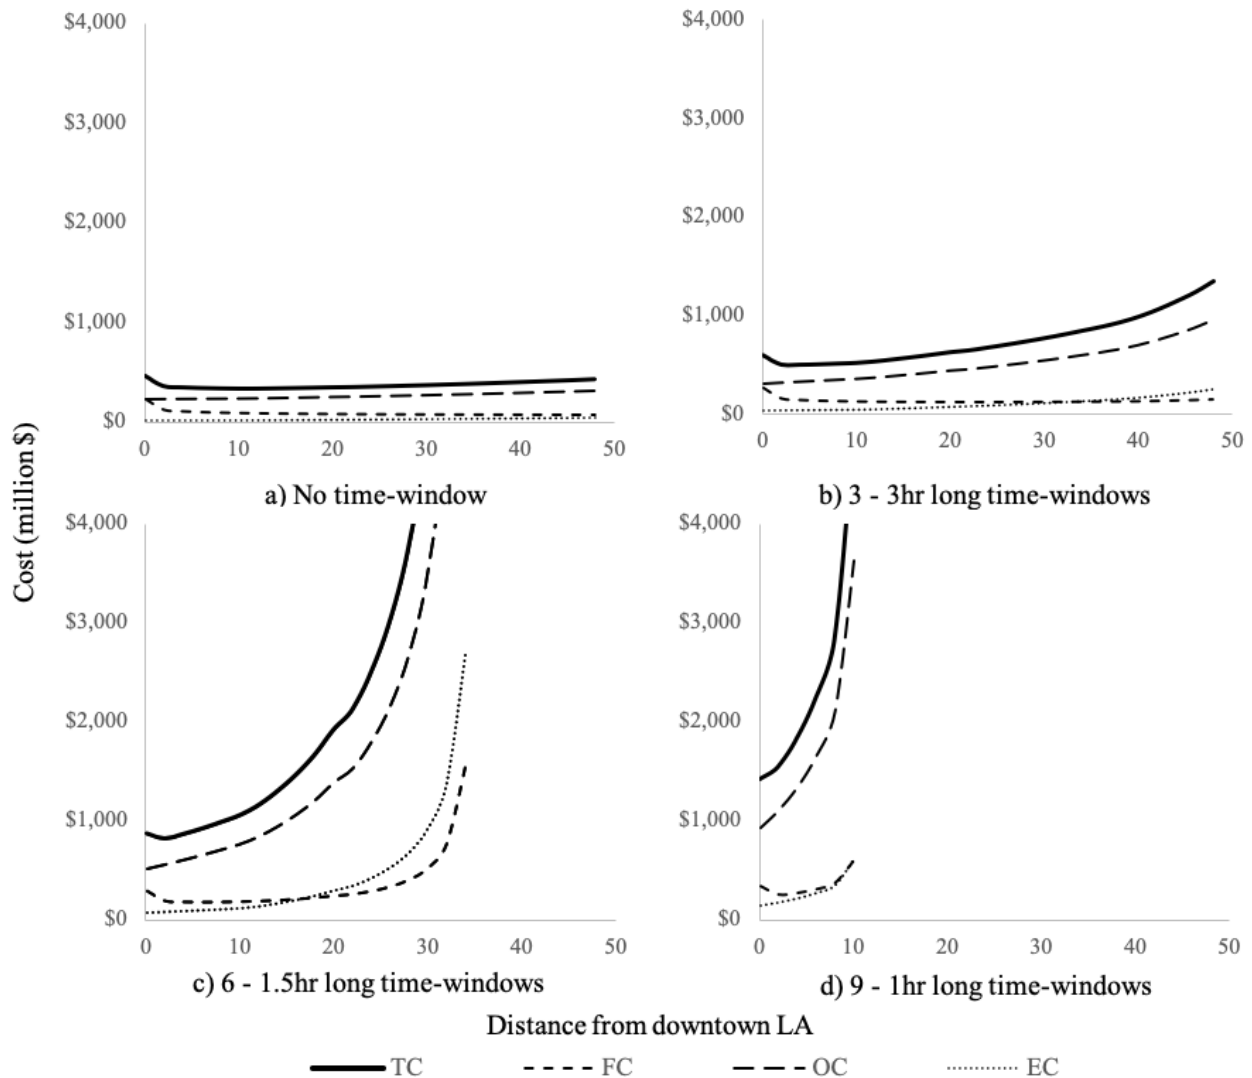 $4,000
$3,000
$2,000
$1,000
$0
0 10 20 30 40 50
a) No time-window
$4,000
$3,000
$2,000
$1,000
$0
0 10 20 30 40 50
b) 3 - 3hr long time-windows
Cost (million $)
$4,000
$3,000
$2,000
$1,000
$0
0 10 20 30 40 50
c) 6 - 1.5hr long time-windows
$4,000
$3,000
$2,000
$1,000
$0
0 10 20 30 40 50
d) 9 - 1hr long time-windows
Distance from downtown LA
TC FC OC EC